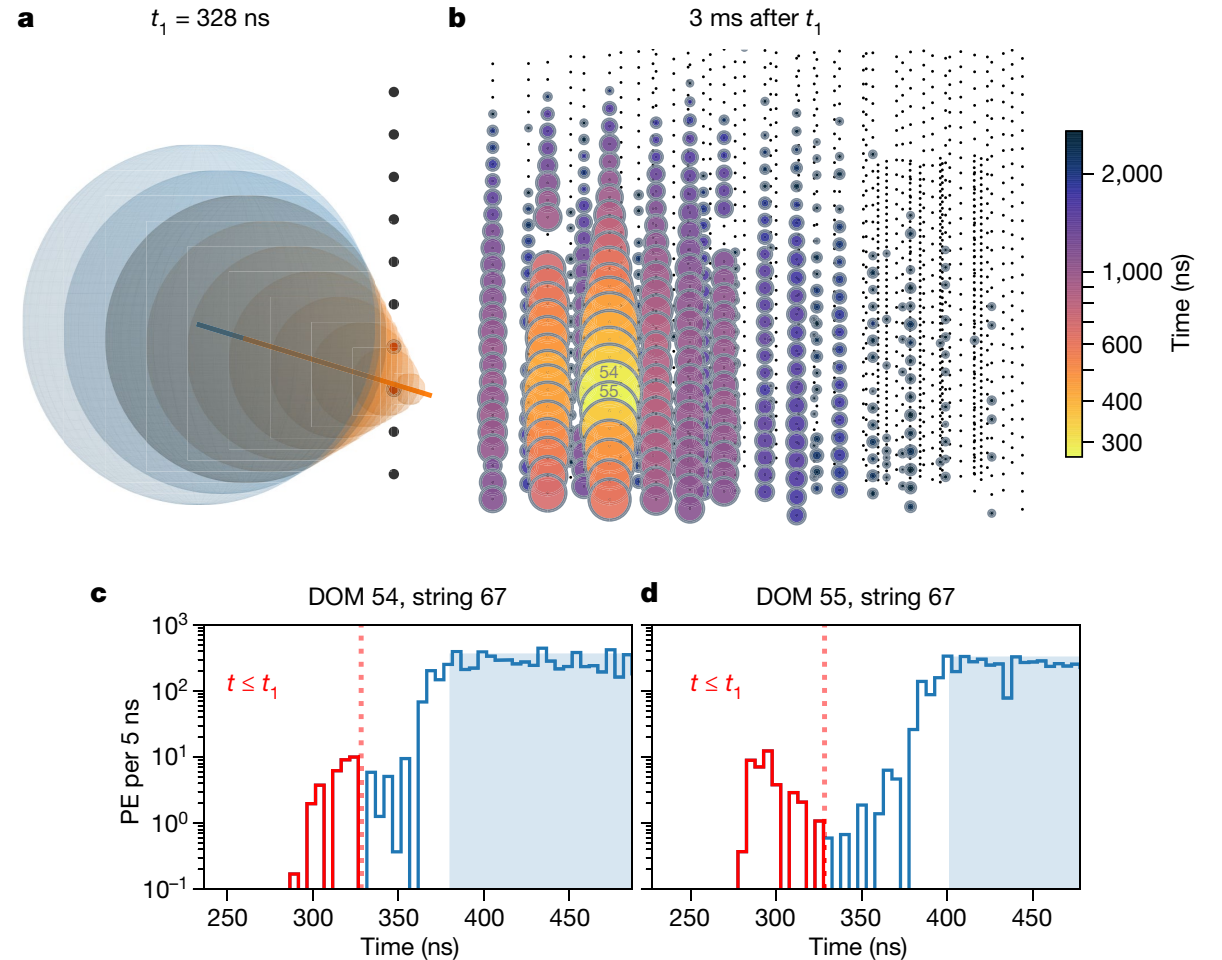 a
t1 = 328 ns
b
3 ms after t1
54
55
2,000
1,000
600
400
300
Time (ns)
c
DOM 54, string 67
PE per 5 ns
10³
10²
10¹
10⁰
10⁻¹
t ≤ t1
250 300 350 400 450
Time (ns)
d
DOM 55, string 67
t ≤ t1
250 300 350 400 450
Time (ns)